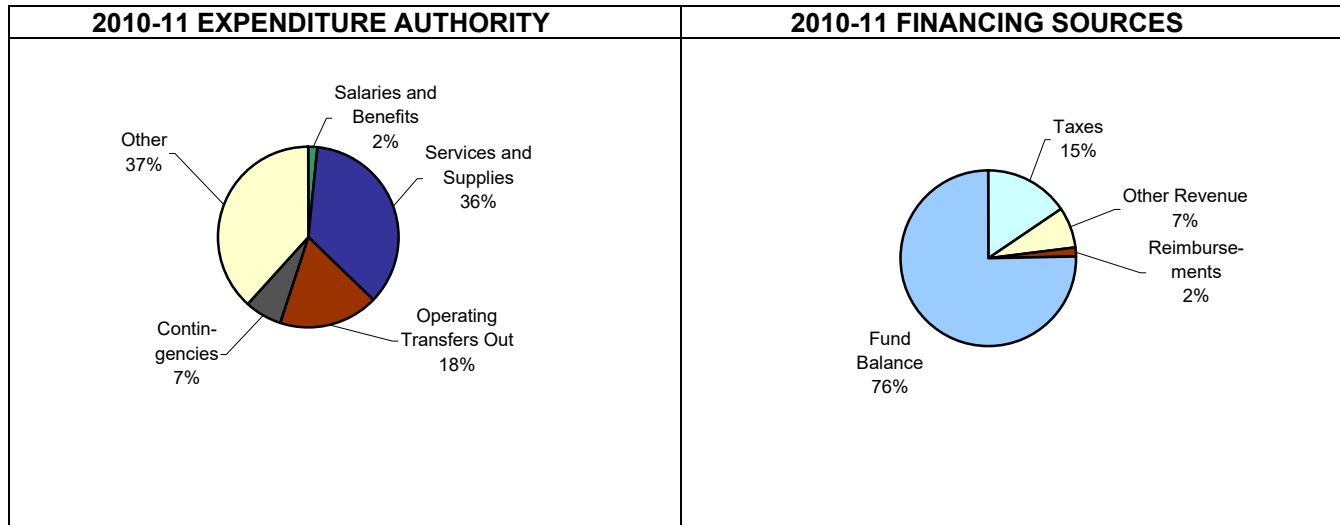 2010-11 EXPENDITURE AUTHORITY
Salaries and
Benefits
2%
Services and
Supplies
36%
Operating
Transfers Out
18%
Contin-
gencies
7%
Other
37%
2010-11 FINANCING SOURCES
Taxes
15%
Other Revenue
7%
Reimburse-
ments
2%
Fund
Balance
76%